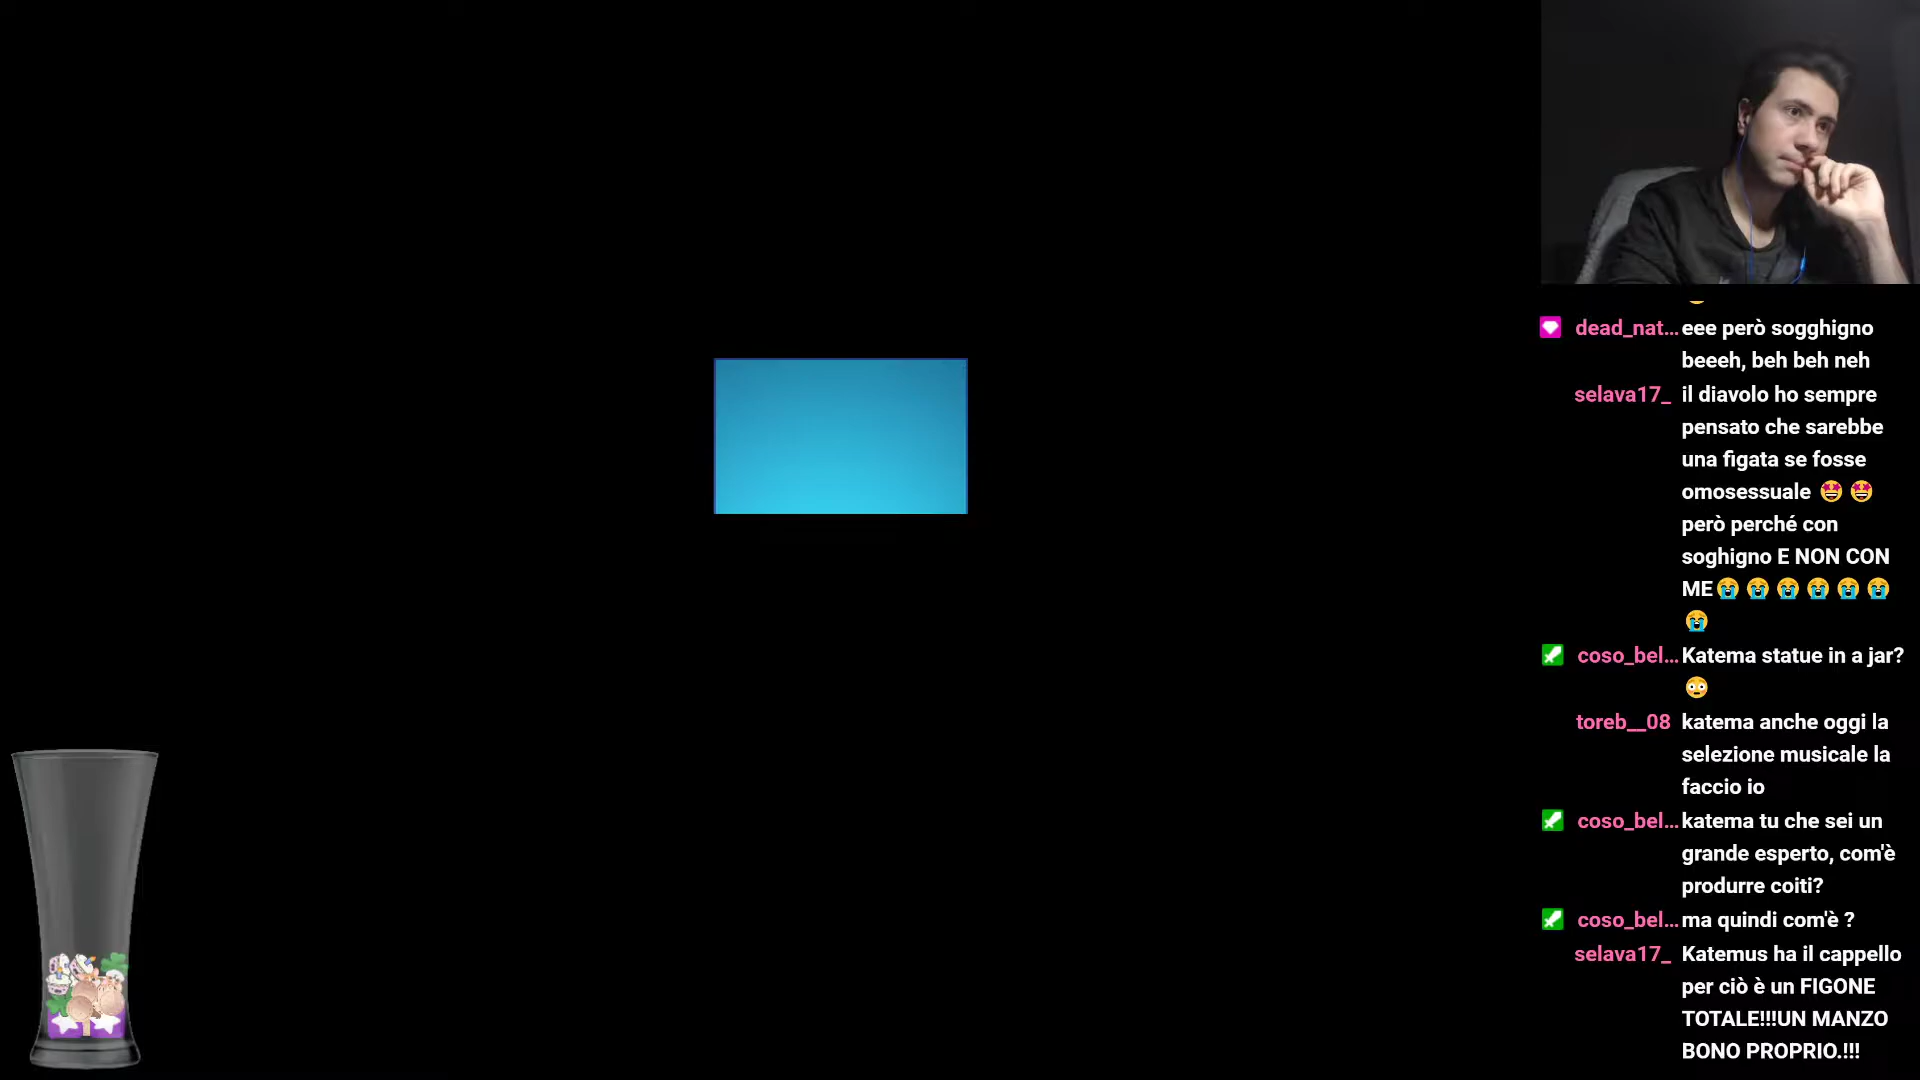 dead_nat... eee però sogghigno
beeeh, beh beh neh
selava17_ il diavolo ho sempre
pensato che sarebbe
una figata se fosse
omosessuale 🤩 🤩
però perché con
soghigno E NON CON
ME😭 😭 😭 😭 😭 😭
😭
coso_bel... Katema statue in a jar?
😳
toreb__08 katema anche oggi la
selezione musicale la
faccio io
coso_bel... katema tu che sei un
grande esperto, com'è
produrre coiti?
coso_bel... ma quindi com'è ?
selava17_ Katemus ha il cappello
per ciò è un FIGONE
TOTALE!!!UN MANZO
BONO PROPRIO.!!!